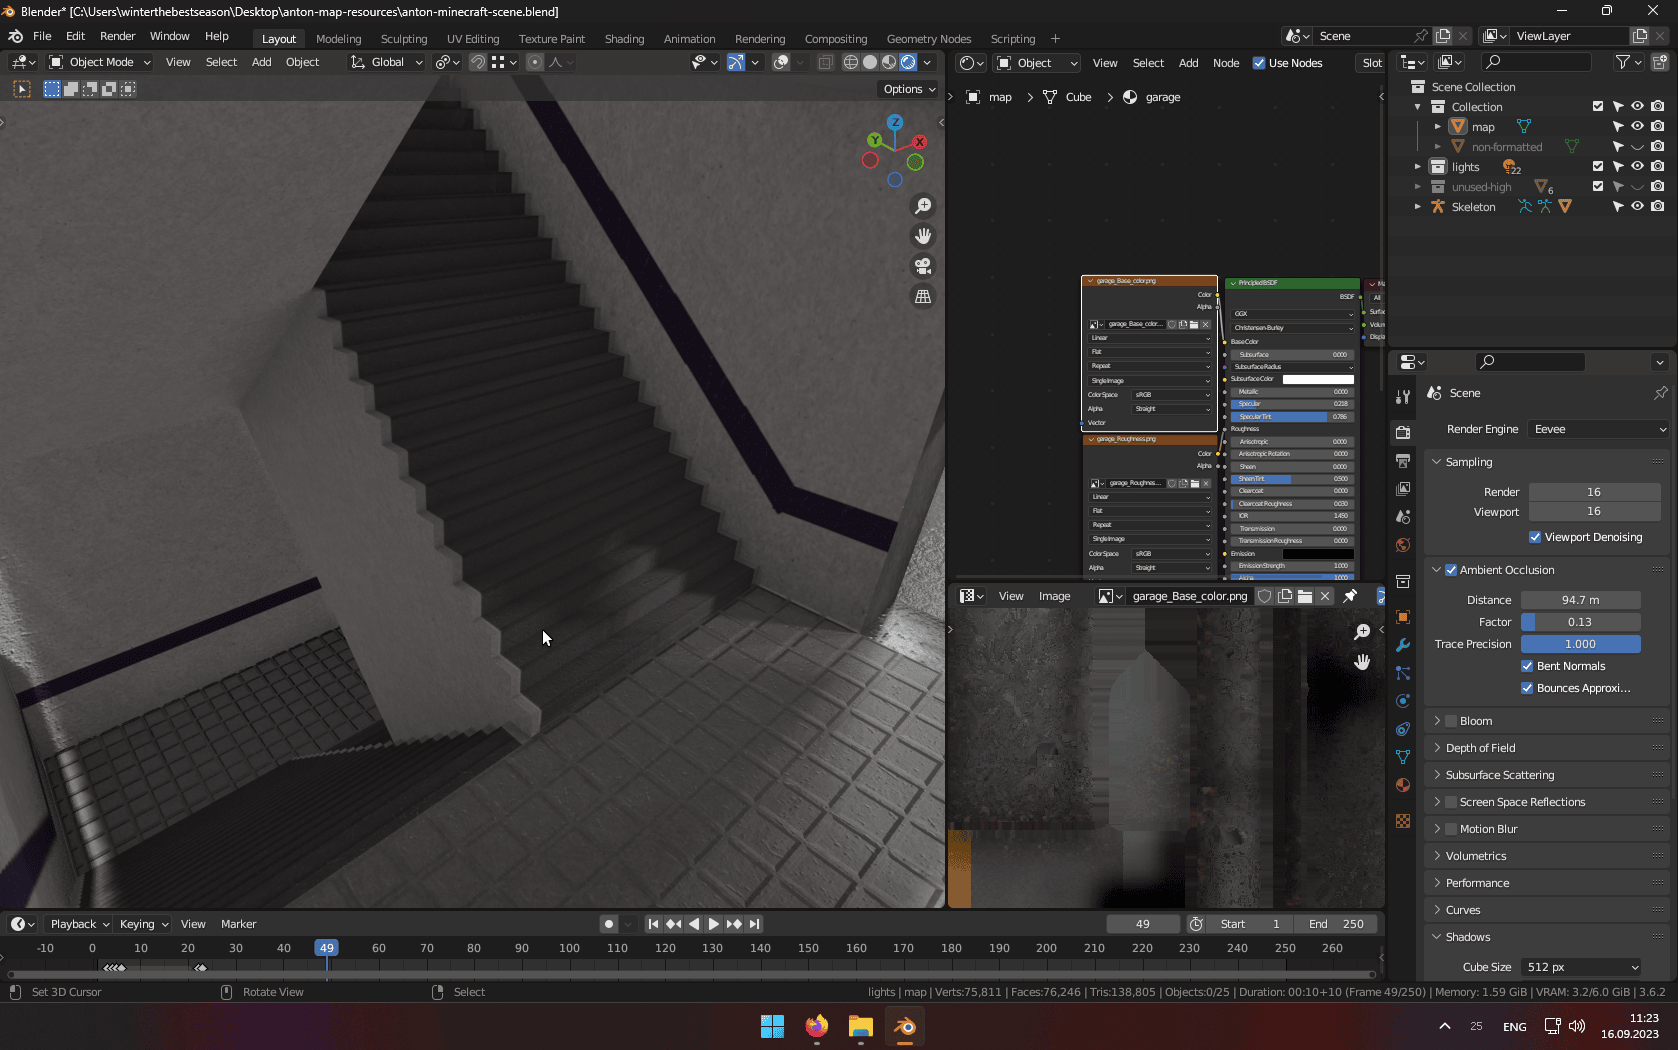 Blender* [C:\Users\winterthebestseason\Desktop\anton-map-resources\anton-minecraft-scene.blend]
File Edit Render Window Help Layout Modeling Sculpting UV Editing Texture Paint Shading Animation Rendering Compositing Geometry Nodes Scripting + Scene ViewLayer
Object Mode View Select Add Object Global Object View Select Add Node Use Nodes Slot
Options
map > Cube > garage
Z
Y
X
Scene Collection
Collection
map
non-formatted
lights 22
unused-high 6
Skeleton
garage_Base_color.png
Color
Alpha
garage_Base_color...
Linear
Flat
Repeat
Single Image
Color Space sRGB
Alpha Straight
Vector
garage_Roughness.png
Color
Alpha
garage_Roughnes...
Linear
Flat
Repeat
Single Image
Color Space sRGB
Alpha Straight
Principled BSDF
BSDF
GGX
Christensen-Burley
Base Color
Subsurface 0.000
Subsurface Radius
Subsurface Color
Metallic 0.000
Specular 0.218
Specular Tint 0.786
Roughness
Anisotropic 0.000
Anisotropic Rotation 0.000
Sheen 0.000
Sheen Tint 0.500
Clearcoat 0.000
Clearcoat Roughness 0.030
IOR 1.450
Transmission 0.000
Transmission Roughness 0.000
Emission
Emission Strength 1.000
Alpha 1.000
Ma
All
Surfac
Volum
Displa
Scene
Render Engine Eevee
Sampling
Render 16
Viewport 16
Viewport Denoising
Ambient Occlusion
Distance 94.7 m
Factor 0.13
Trace Precision 1.000
Bent Normals
Bounces Approxi...
Bloom
Depth of Field
Subsurface Scattering
Screen Space Reflections
Motion Blur
Volumetrics
Performance
Curves
Shadows
Cube Size 512 px
View Image garage_Base_color.png
Playback Keying View Marker 49 Start 1 End 250
-10 0 10 20 30 40 49 60 70 80 90 100 110 120 130 140 150 160 170 180 190 200 210 220 230 240 250 260
Set 3D Cursor Rotate View Select lights | map | Verts:75,811 | Faces:76,246 | Tris:138,805 | Objects:0/25 | Duration: 00:10+10 (Frame 49/250) | Memory: 1.59 GiB | VRAM: 3.2/6.0 GiB | 3.6.2
25 ENG 11:23
16.09.2023